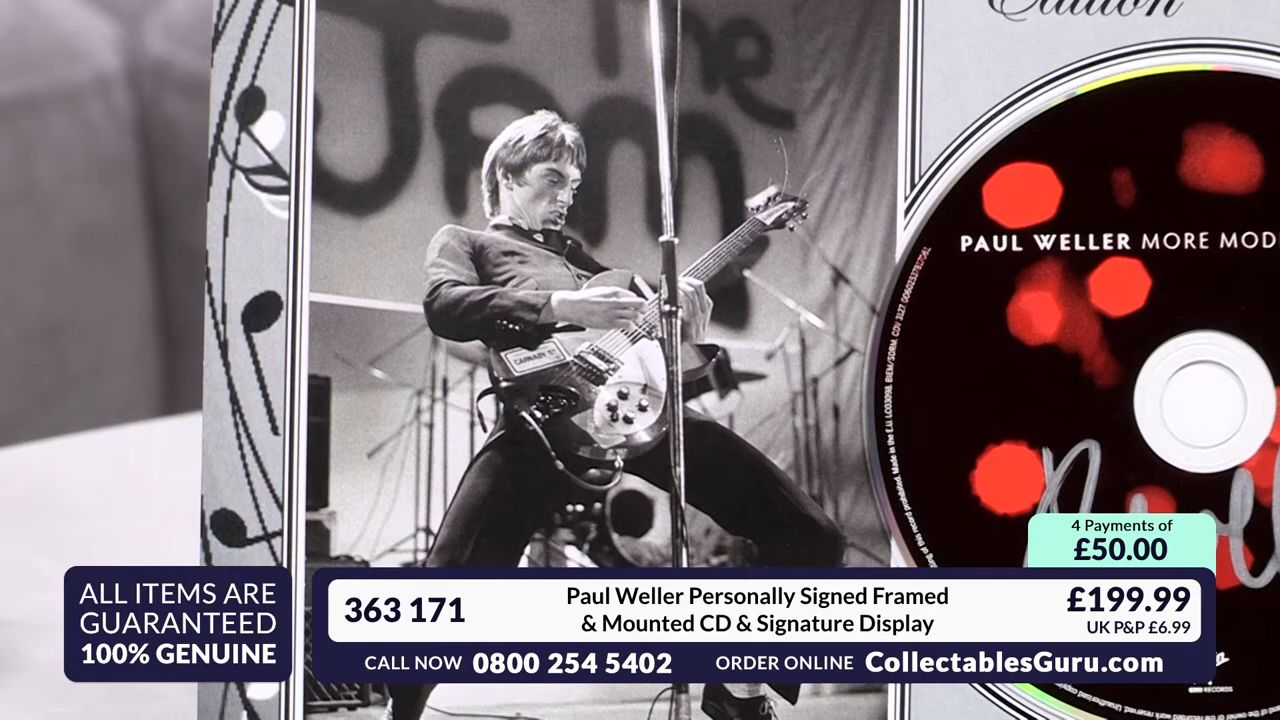 Edition
The
Jam
CARNABY ST
PAUL WELLER MORE MOD
4 Payments of
£50.00
ALL ITEMS ARE
GUARANTEED
100% GENUINE
363 171
Paul Weller Personally Signed Framed
& Mounted CD & Signature Display
£199.99
UK P&P £6.99
CALL NOW 0800 254 5402
ORDER ONLINE CollectablesGuru.com
RECORDS